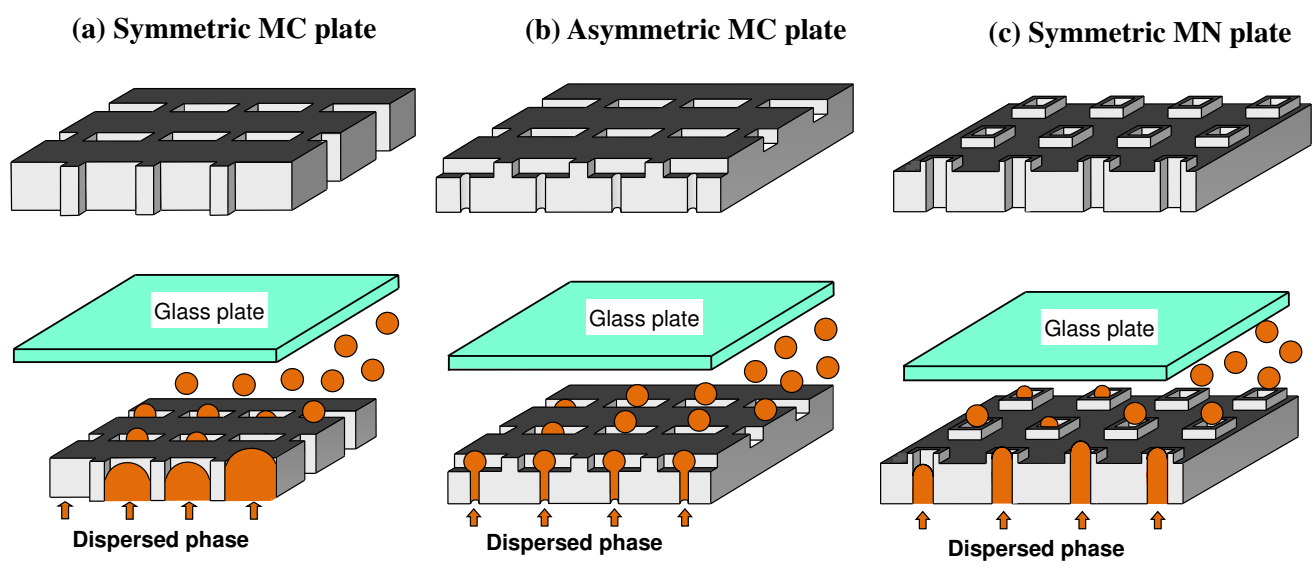 (a) Symmetric MC plate
(b) Asymmetric MC plate
(c) Symmetric MN plate
Glass plate
Glass plate
Glass plate
Dispersed phase
Dispersed phase
Dispersed phase